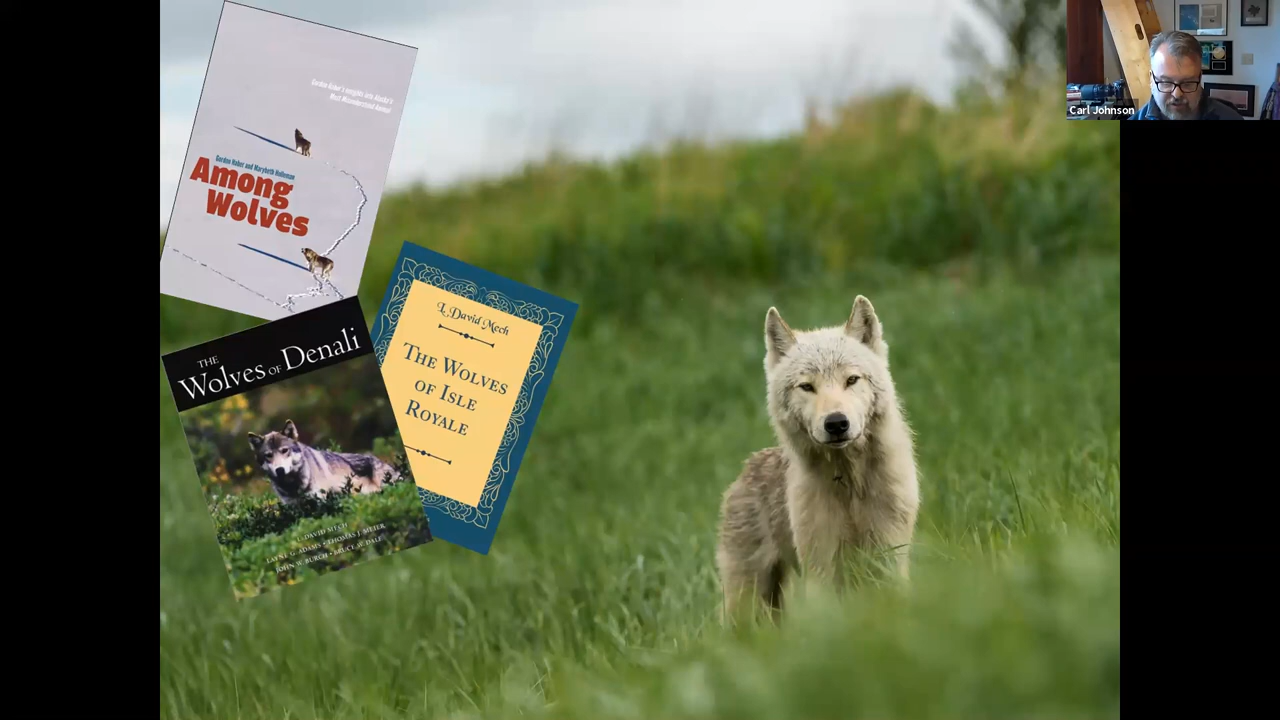 Gordon Haber's Insights into Alaska's
Most Misunderstood Animal
Gordon Haber and Marybeth Holleman
Among
Wolves
L. David Mech
THE WOLVES
OF ISLE
ROYALE
THE
Wolves OF Denali
L. DAVID MECH
LAYNE G. ADAMS • THOMAS J. MEIER
JOHN W. BURCH • BRUCE W. DALE
Carl Johnson